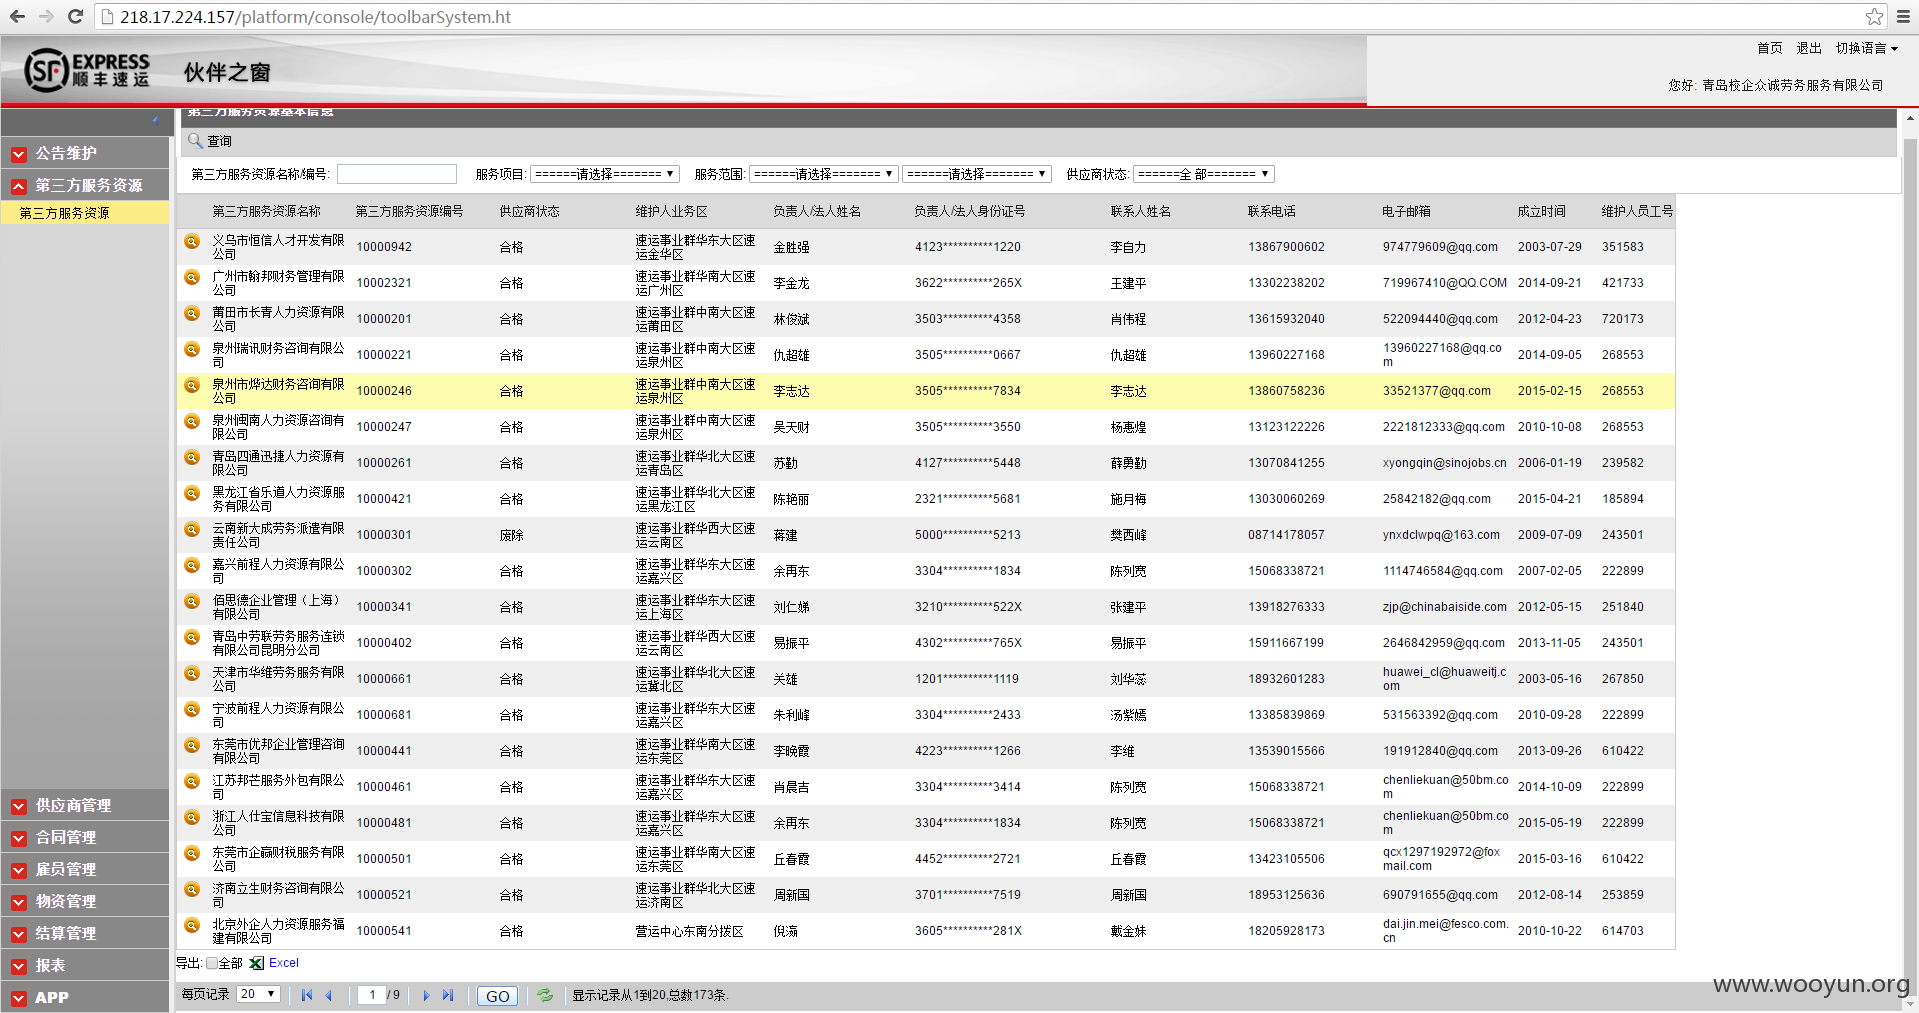 218.17.224.157/platform/console/toolbarSystem.ht
首页 退出 切换语言
SF EXPRESS
顺丰速运
伙伴之窗
您好: 青岛校企众诚劳务服务有限公司
第三方服务资源基本信息
公告维护
第三方服务资源
第三方服务资源
供应商管理
合同管理
雇员管理
物资管理
结算管理
报表
APP
查询
第三方服务资源名称/编号: 服务项目: ======请选择======= 服务范围: ======请选择======= ======请选择======= 供应商状态: ======全 部=======
第三方服务资源名称 第三方服务资源编号 供应商状态 维护人业务区 负责人/法人姓名 负责人/法人身份证号 联系人姓名 联系电话 电子邮箱 成立时间 维护人员工号
义乌市恒信人才开发有限公司 10000942 合格 速运事业群华东大区速运金华区 金胜强 4123**********1220 李自力 13867900602 974779609@qq.com 2003-07-29 351583
广州市翰邦财务管理有限公司 10002321 合格 速运事业群华南大区速运广州区 李金龙 3622**********265X 王建平 13302238202 719967410@QQ.COM 2014-09-21 421733
莆田市长青人力资源有限公司 10000201 合格 速运事业群中南大区速运莆田区 林俊斌 3503**********4358 肖伟程 13615932040 522094440@qq.com 2012-04-23 720173
泉州瑞讯财务咨询有限公司 10000221 合格 速运事业群中南大区速运泉州区 仇超雄 3505**********0667 仇超雄 13960227168 13960227168@qq.com 2014-09-05 268553
泉州市烨达财务咨询有限公司 10000246 合格 速运事业群中南大区速运泉州区 李志达 3505**********7834 李志达 13860758236 33521377@qq.com 2015-02-15 268553
泉州闽南人力资源咨询有限公司 10000247 合格 速运事业群中南大区速运泉州区 吴天财 3505**********3550 杨惠煌 13123122226 2221812333@qq.com 2010-10-08 268553
青岛四通迅捷人力资源有限公司 10000261 合格 速运事业群华北大区速运青岛区 苏勤 4127**********5448 薛勇勤 13070841255 xyongqin@sinojobs.cn 2006-01-19 239582
黑龙江省乐道人力资源服务有限公司 10000421 合格 速运事业群华北大区速运黑龙江区 陈艳丽 2321**********5681 施月梅 13030060269 25842182@qq.com 2015-04-21 185894
云南新大成劳务派遣有限责任公司 10000301 废除 速运事业群华西大区速运云南区 蒋建 5000**********5213 樊西峰 08714178057 ynxdclwpq@163.com 2009-07-09 243501
嘉兴前程人力资源有限公司 10000302 合格 速运事业群华东大区速运嘉兴区 余再东 3304**********1834 陈列宽 15068338721 1114746584@qq.com 2007-02-05 222899
佰思德企业管理（上海）有限公司 10000341 合格 速运事业群华东大区速运上海区 刘仁娣 3210**********522X 张建平 13918276333 zjp@chinabaiside.com 2012-05-15 251840
青岛中劳联劳务服务连锁有限公司昆明分公司 10000402 合格 速运事业群华西大区速运云南区 易振平 4302**********765X 易振平 15911667199 2646842959@qq.com 2013-11-05 243501
天津市华维劳务服务有限公司 10000661 合格 速运事业群华北大区速运冀北区 关雄 1201**********1119 刘华蕊 18932601283 huawei_cl@huaweitj.com 2003-05-16 267850
宁波前程人力资源有限公司 10000681 合格 速运事业群华东大区速运嘉兴区 朱利峰 3304**********2433 汤紫嫣 13385839869 531563392@qq.com 2010-09-28 222899
东莞市优邦企业管理咨询有限公司 10000441 合格 速运事业群华南大区速运东莞区 李晚霞 4223**********1266 李维 13539015566 191912840@qq.com 2013-09-26 610422
江苏邦芒服务外包有限公司 10000461 合格 速运事业群华东大区速运嘉兴区 肖晨吉 3304**********3414 陈列宽 15068338721 chenliekuan@50bm.com 2014-10-09 222899
浙江人仕宝信息科技有限公司 10000481 合格 速运事业群华东大区速运嘉兴区 余再东 3304**********1834 陈列宽 15068338721 chenliekuan@50bm.com 2015-05-19 222899
东莞市企赢财税服务有限公司 10000501 合格 速运事业群华南大区速运东莞区 丘春霞 4452**********2721 丘春霞 13423105506 qcx1297192972@foxmail.com 2015-03-16 610422
济南立生财务咨询有限公司 10000521 合格 速运事业群华北大区速运济南区 周新国 3701**********7519 周新国 18953125636 690791655@qq.com 2012-08-14 253859
北京外企人力资源服务福建有限公司 10000541 合格 营运中心东南分拨区 倪瀛 3605**********281X 戴金妹 18205928173 dai.jin.mei@fesco.com.cn 2010-10-22 614703
导出: 全部 Excel
每页记录 20 1 / 9 GO 显示记录从1到20,总数173条.
www.wooyun.org